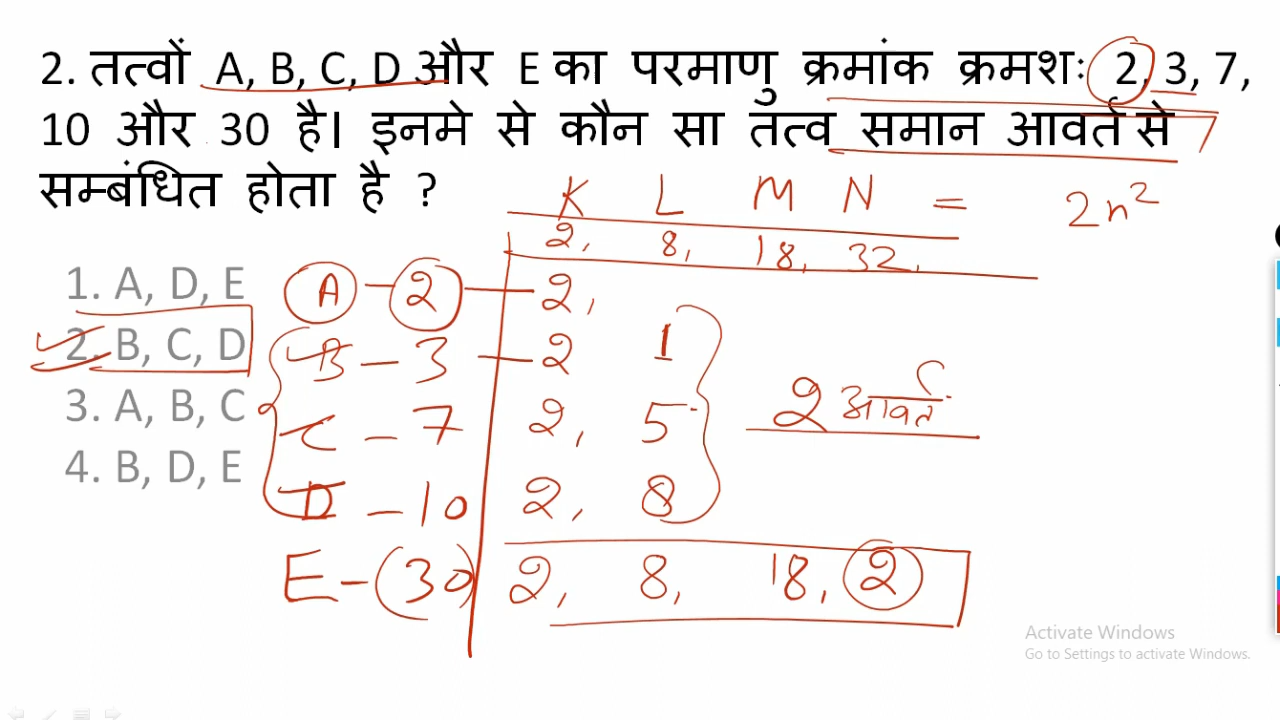 2. तत्वों A, B, C, D और E का परमाणु क्रमांक क्रमशः 2, 3, 7,
10 और 30 है। इनमे से कौन सा तत्व समान आवर्त से
सम्बंधित होता है ?
K L M N = 2n²
2, 8, 18, 32,
1. A, D, E
2. B, C, D
3. A, B, C
4. B, D, E
A - 2 - 2,
B - 3 - 2 1
C - 7 2, 5
D - 10 2, 8
2 आवर्त
E - (30) 2, 8, 18, 2
Activate Windows
Go to Settings to activate Windows.